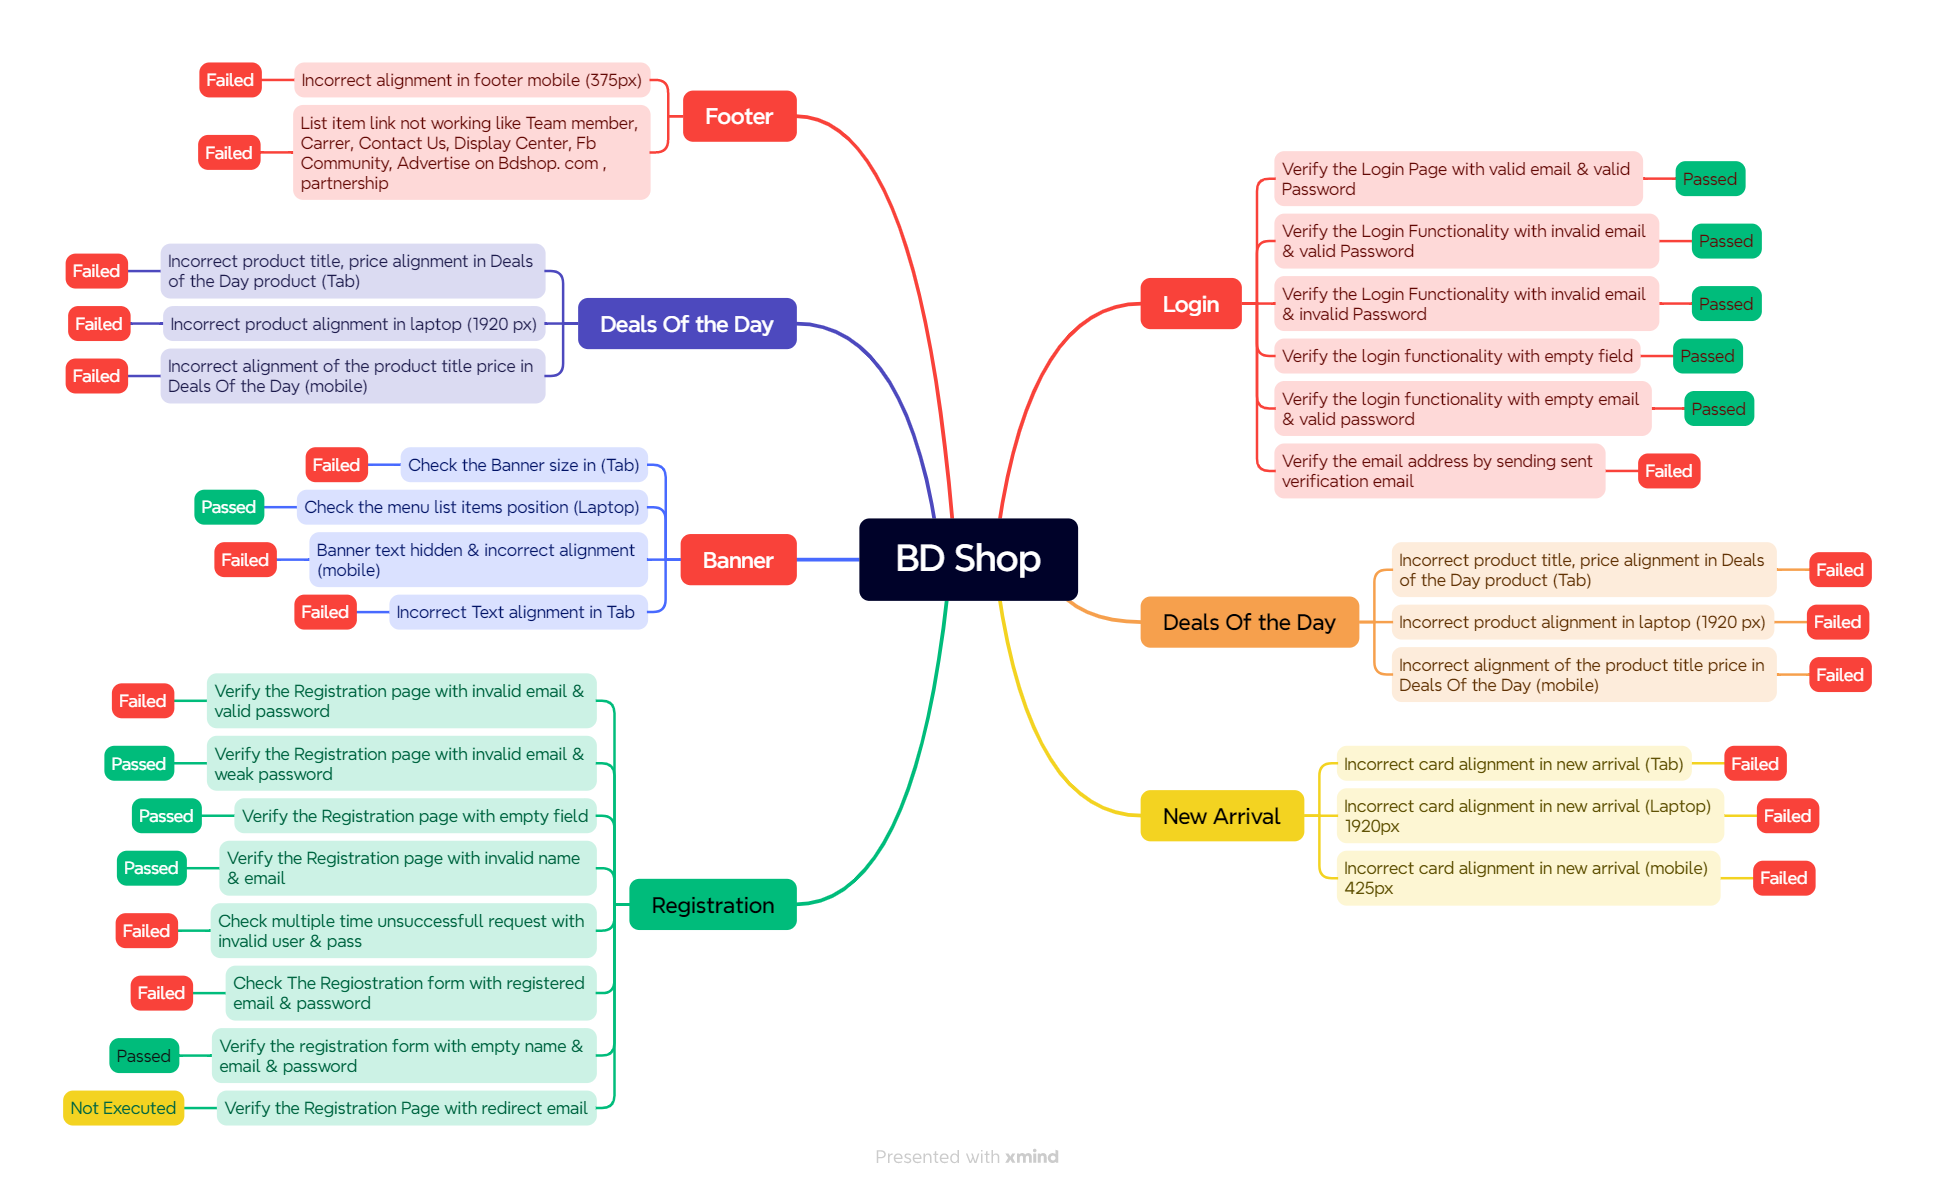 Failed
Incorrect alignment in footer mobile (375px)
Footer
Failed
List item link not working like Team member,
Carrer, Contact Us, Display Center, Fb
Community, Advertise on Bdshop. com ,
partnership
Failed
Incorrect product title, price alignment in Deals
of the Day product (Tab)
Failed
Incorrect product alignment in laptop (1920 px)
Deals Of the Day
Failed
Incorrect alignment of the product title price in
Deals Of the Day (mobile)
Failed
Check the Banner size in (Tab)
Passed
Check the menu list items position (Laptop)
Failed
Banner text hidden & incorrect alignment
(mobile)
Banner
Failed
Incorrect Text alignment in Tab
Failed
Verify the Registration page with invalid email &
valid password
Passed
Verify the Registration page with invalid email &
weak password
Passed
Verify the Registration page with empty field
Passed
Verify the Registration page with invalid name
& email
Registration
Failed
Check multiple time unsuccessfull request with
invalid user & pass
Failed
Check The Regiostration form with registered
email & password
Passed
Verify the registration form with empty name &
email & password
Not Executed
Verify the Registration Page with redirect email
BD Shop
Login
Verify the Login Page with valid email & valid
Password
Passed
Verify the Login Functionality with invalid email
& valid Password
Passed
Verify the Login Functionality with invalid email
& invalid Password
Passed
Verify the login functionality with empty field
Passed
Verify the login functionality with empty email
& valid password
Passed
Verify the email address by sending sent
verification email
Failed
Deals Of the Day
Incorrect product title, price alignment in Deals
of the Day product (Tab)
Failed
Incorrect product alignment in laptop (1920 px)
Failed
Incorrect alignment of the product title price in
Deals Of the Day (mobile)
Failed
New Arrival
Incorrect card alignment in new arrival (Tab)
Failed
Incorrect card alignment in new arrival (Laptop)
1920px
Failed
Incorrect card alignment in new arrival (mobile)
425px
Failed
Presented with xmind